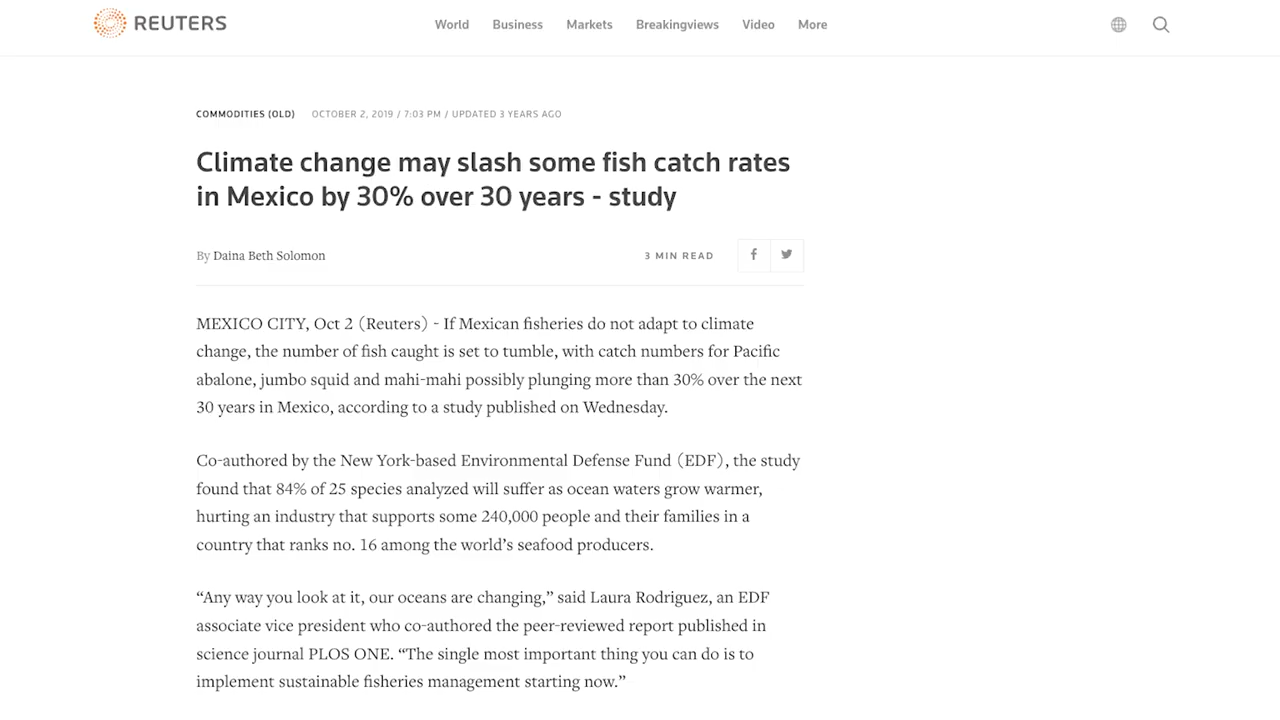 REUTERS
World Business Markets Breakingviews Video More
COMMODITIES (OLD) OCTOBER 2, 2019 / 7:03 PM / UPDATED 3 YEARS AGO
Climate change may slash some fish catch rates
in Mexico by 30% over 30 years - study
By Daina Beth Solomon
3 MIN READ
MEXICO CITY, Oct 2 (Reuters) - If Mexican fisheries do not adapt to climate
change, the number of fish caught is set to tumble, with catch numbers for Pacific
abalone, jumbo squid and mahi-mahi possibly plunging more than 30% over the next
30 years in Mexico, according to a study published on Wednesday.
Co-authored by the New York-based Environmental Defense Fund (EDF), the study
found that 84% of 25 species analyzed will suffer as ocean waters grow warmer,
hurting an industry that supports some 240,000 people and their families in a
country that ranks no. 16 among the world’s seafood producers.
“Any way you look at it, our oceans are changing,” said Laura Rodriguez, an EDF
associate vice president who co-authored the peer-reviewed report published in
science journal PLOS ONE. “The single most important thing you can do is to
implement sustainable fisheries management starting now.”